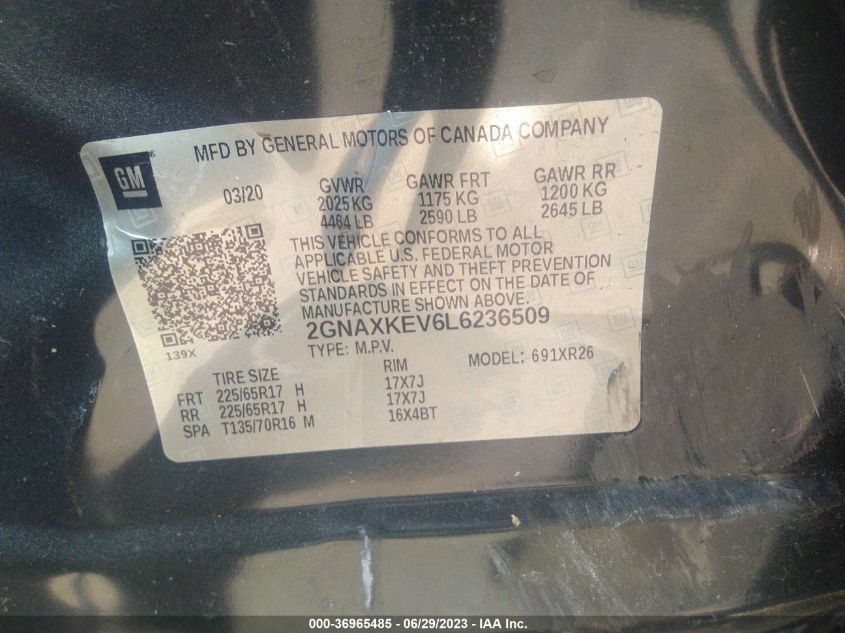 MFD BY GENERAL MOTORS OF CANADA COMPANY
GM
03/20
GVWR GAWR FRT GAWR RR
2025 KG 1175 KG 1200 KG
4464 LB 2590 LB 2645 LB
THIS VEHICLE CONFORMS TO ALL
APPLICABLE U.S. FEDERAL MOTOR
VEHICLE SAFETY AND THEFT PREVENTION
STANDARDS IN EFFECT ON THE DATE OF
MANUFACTURE SHOWN ABOVE.
139X
2GNAXKEV6L6236509
TYPE: M.P.V. MODEL: 691XR26
TIRE SIZE RIM
FRT 225/65R17 H 17X7J
RR 225/65R17 H 17X7J
SPA T135/70R16 M 16X4BT
000-36965485 - 06/29/2023 - IAA Inc.